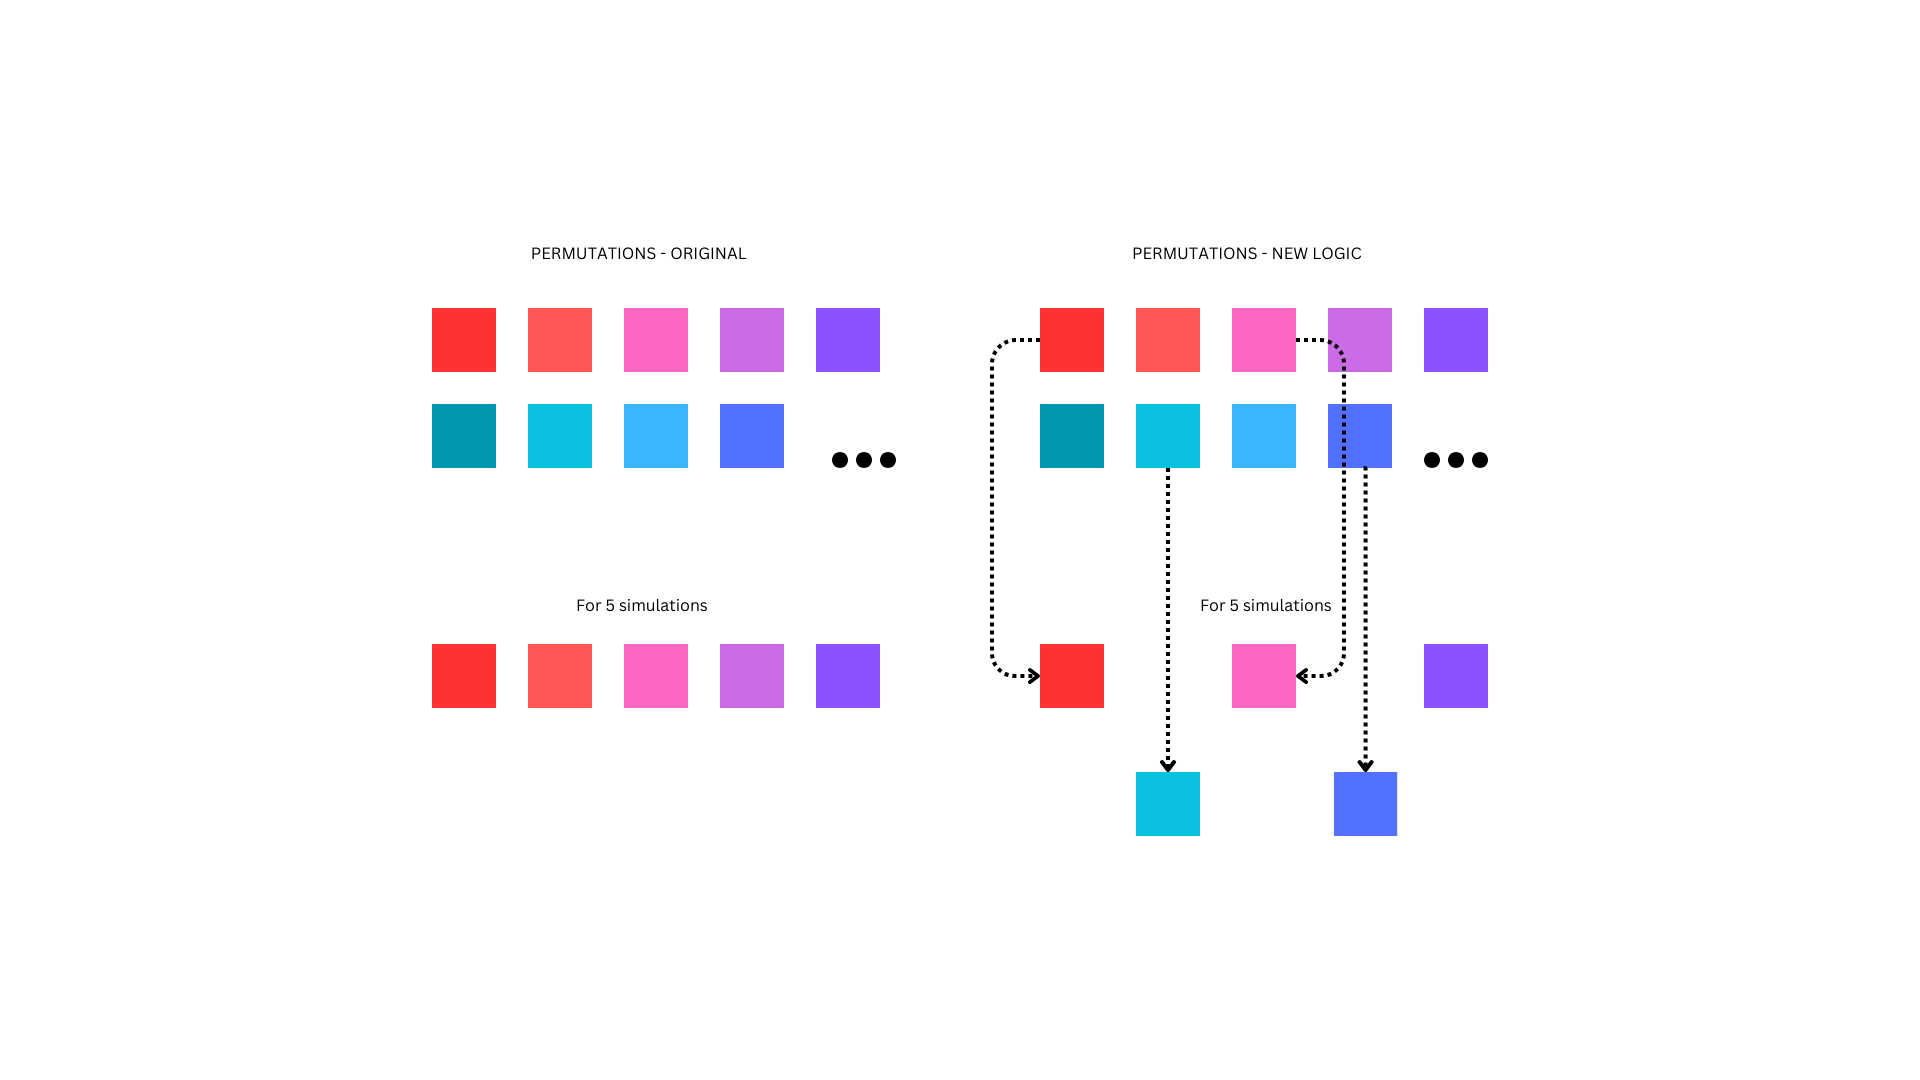 PERMUTATIONS - ORIGINAL
PERMUTATIONS - NEW LOGIC
For 5 simulations
For 5 simulations